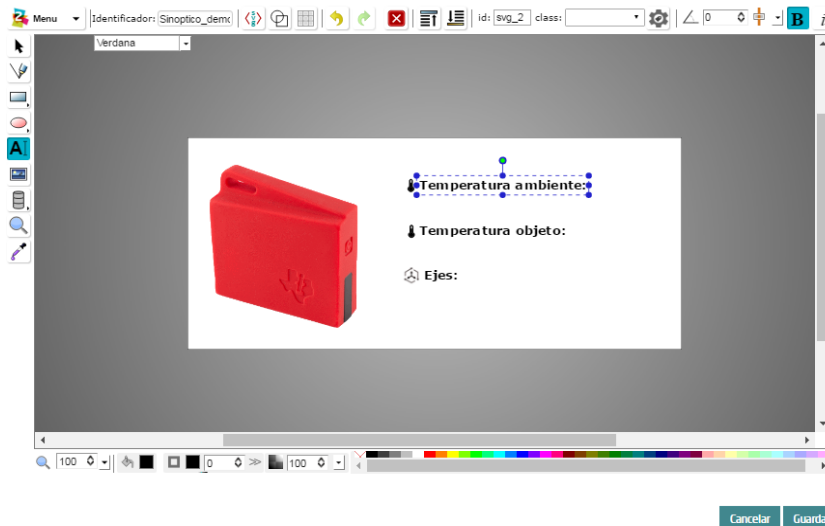 Menu Identificador: Sinoptico_demo id: svg_2 class: 0 B i
Verdana
A
Temperatura ambiente:
Temperatura objeto:
Ejes:
100 0 100
Cancelar Guarda